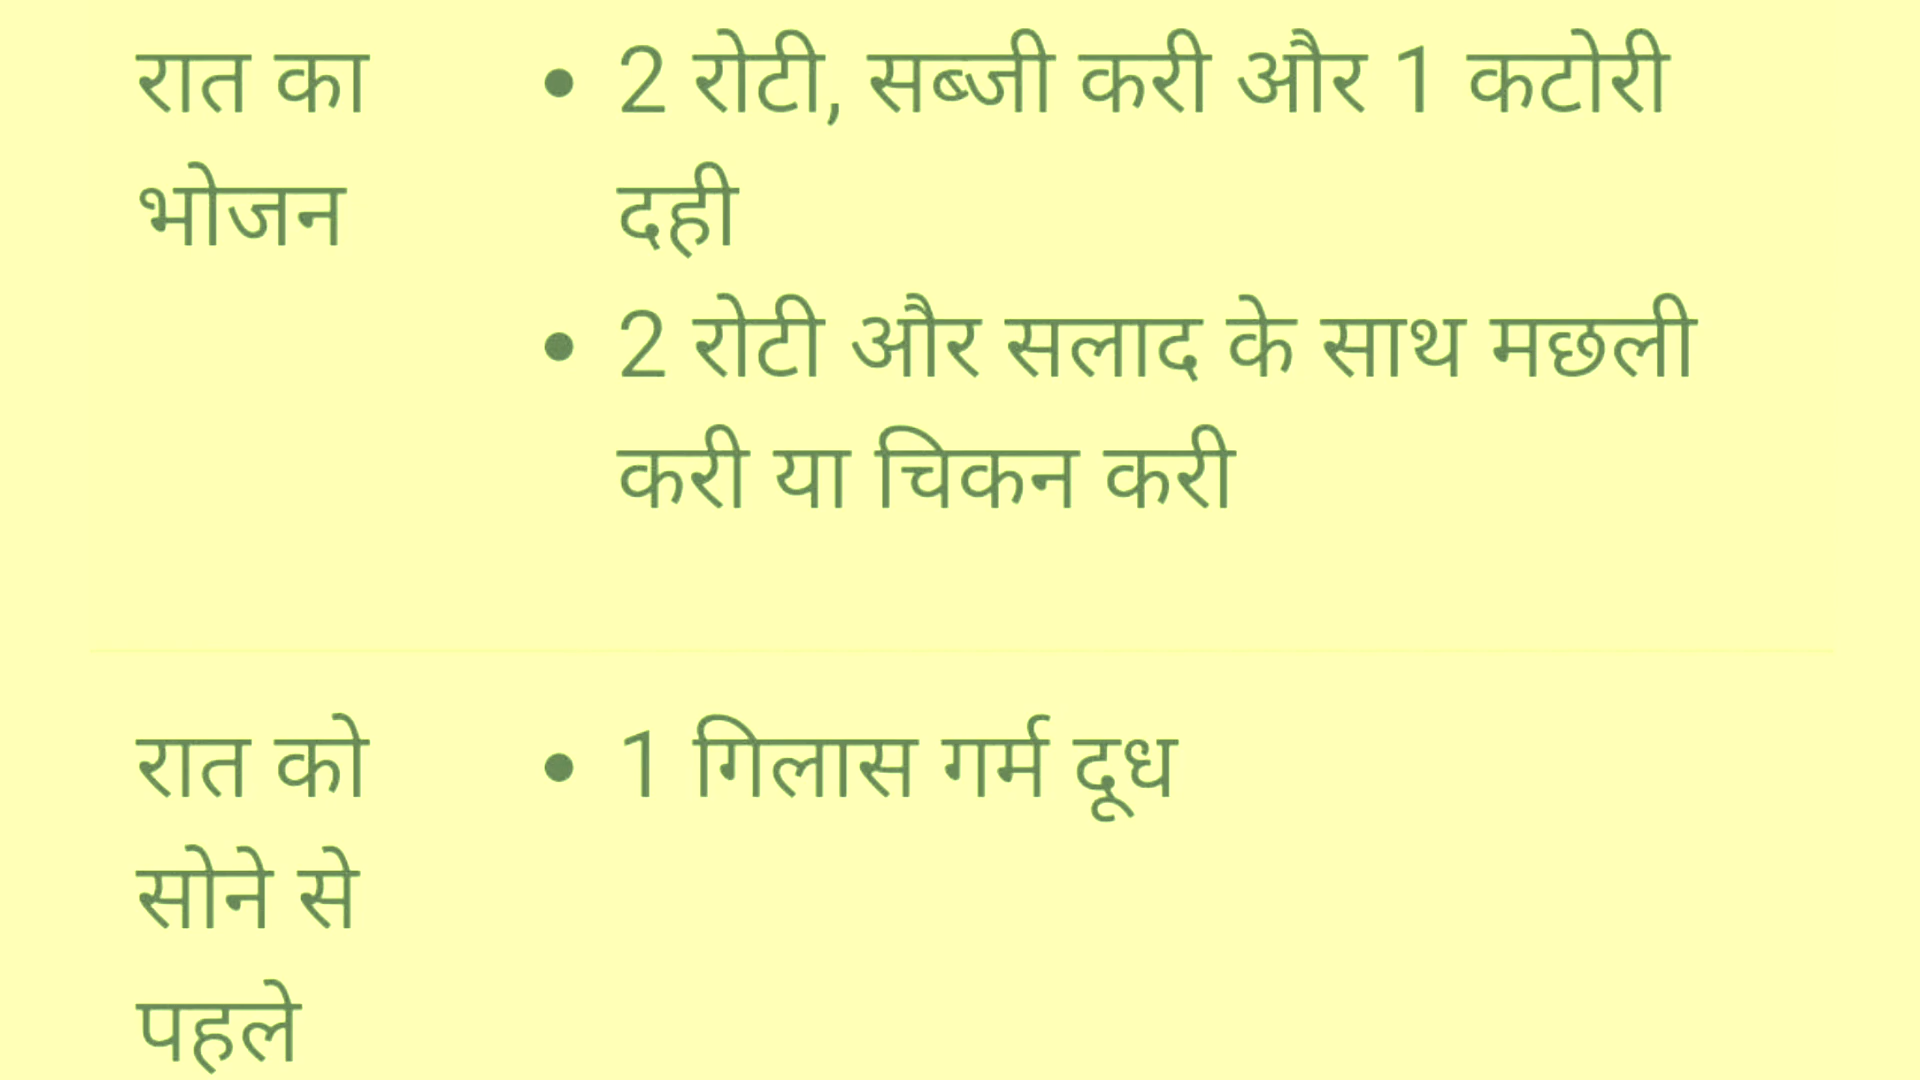 रात का
भोजन
• 2 रोटी, सब्जी करी और 1 कटोरी
दही
• 2 रोटी और सलाद के साथ मछली
करी या चिकन करी
रात को
सोने से
पहले
• 1 गिलास गर्म दूध